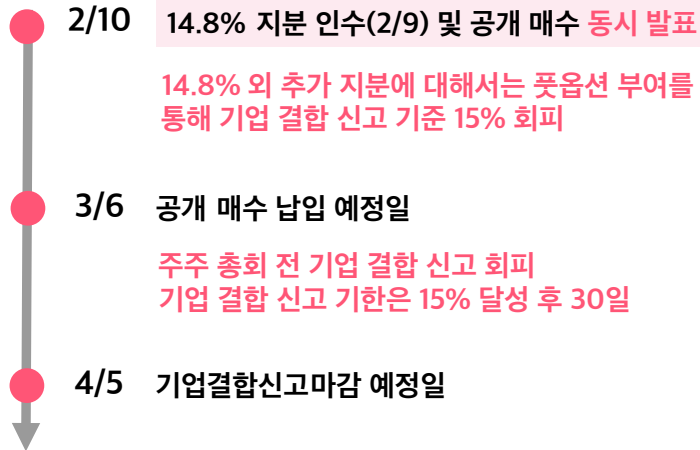 2/10 14.8% 지분 인수(2/9) 및 공개 매수 동시 발표
14.8% 외 추가 지분에 대해서는 풋옵션 부여를
통해 기업 결합 신고 기준 15% 회피
3/6 공개 매수 납입 예정일
주주 총회 전 기업 결합 신고 회피
기업 결합 신고 기한은 15% 달성 후 30일
4/5 기업결합신고마감 예정일